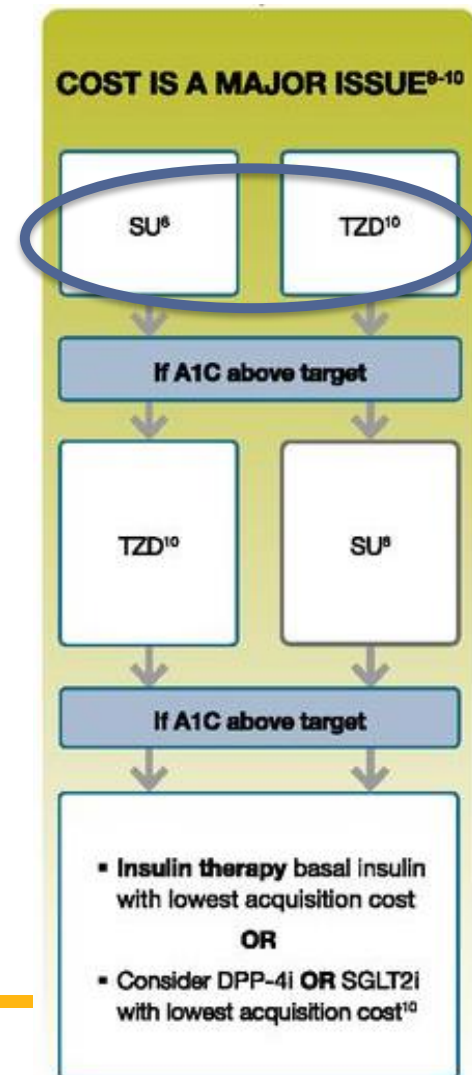 COST IS A MAJOR ISSUE⁹⁻¹⁰
SU⁶
TZD¹⁰
If A1C above target
TZD¹⁰
SU⁶
If A1C above target
▪ Insulin therapy basal insulin
with lowest acquisition cost
OR
▪ Consider DPP-4i OR SGLT2i
with lowest acquisition cost¹⁰